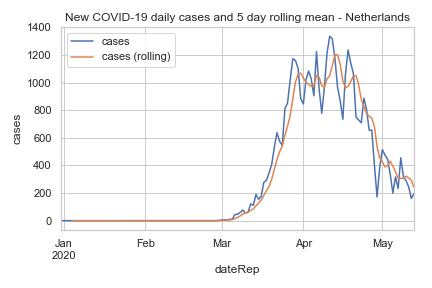 New COVID-19 daily cases and 5 day rolling mean - Netherlands
cases
cases (rolling)
1400
1200
1000
800
600
400
200
0
cases
Jan
2020
Feb
Mar
Apr
May
dateRep